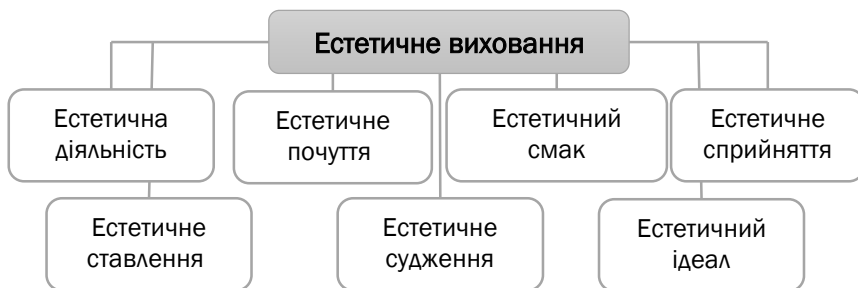 Естетичне виховання
Естетична
діяльність
Естетичне
почуття
Естетичний
смак
Естетичне
сприйняття
Естетичне
ставлення
Естетичне
судження
Естетичний
ідеал